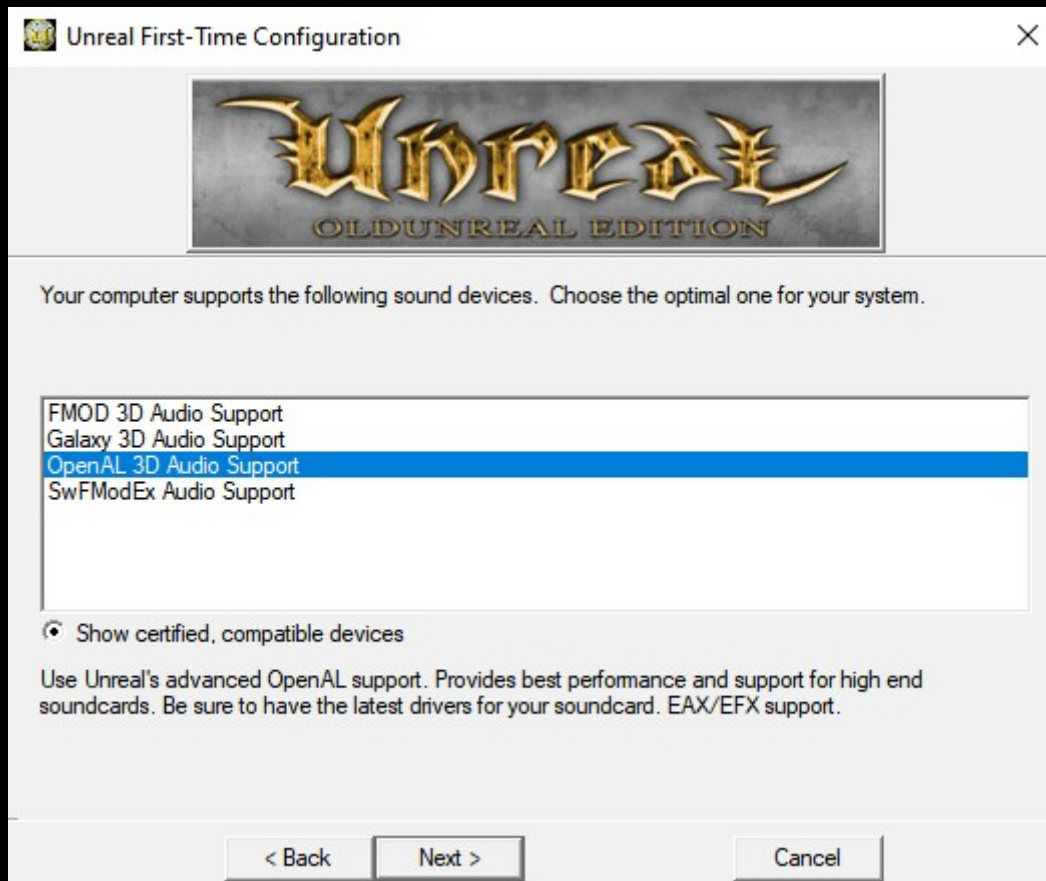 Unreal First-Time Configuration
Unreal
OLDUNREAL EDITION
Your computer supports the following sound devices.  Choose the optimal one for your system.
FMOD 3D Audio Support
Galaxy 3D Audio Support
OpenAL 3D Audio Support
SwFModEx Audio Support
Show certified, compatible devices
Use Unreal's advanced OpenAL support. Provides best performance and support for high end
soundcards. Be sure to have the latest drivers for your soundcard. EAX/EFX support.
< Back Next > Cancel